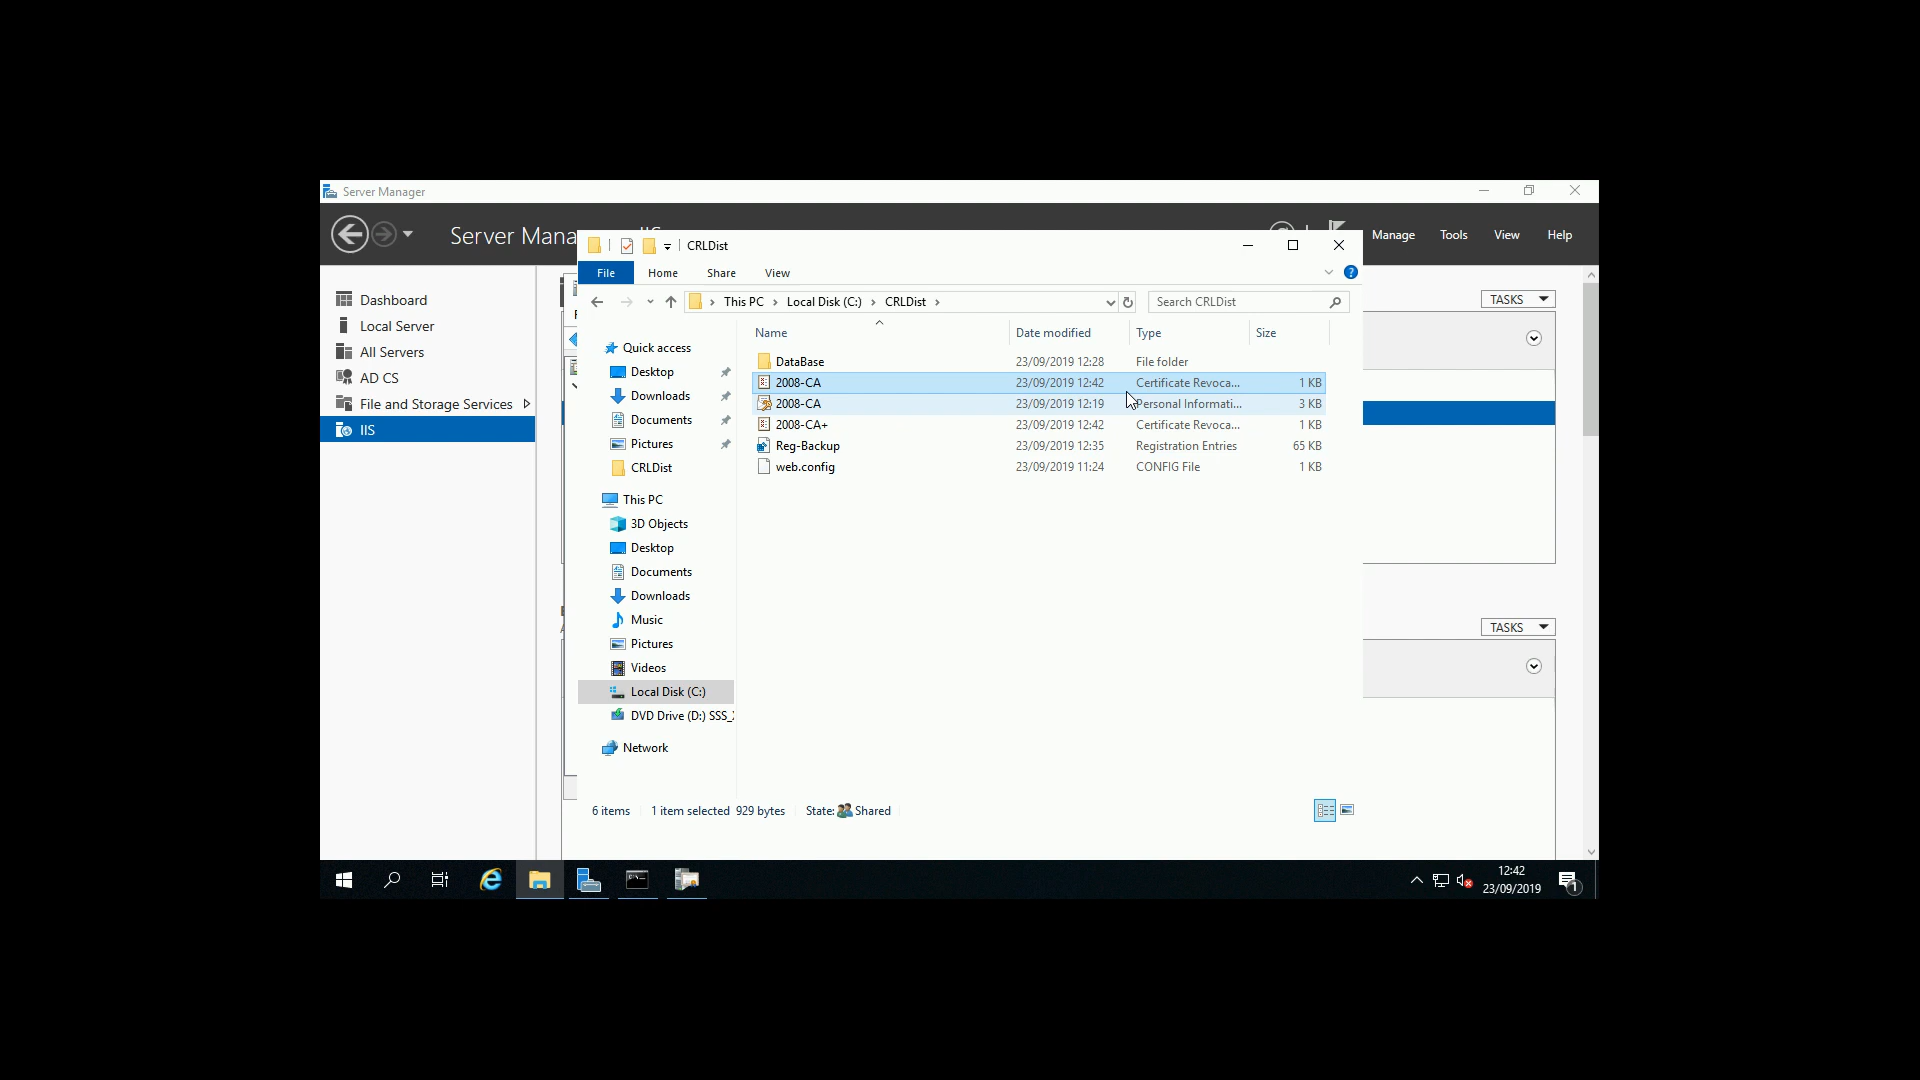 Server Manager
Server Mana
CRLDist
Manage Tools View Help
File Home Share View
This PC Local Disk (C:) CRLDist
Search CRLDist
Dashboard
Local Server
All Servers
AD CS
File and Storage Services
IIS
TASKS
TASKS
Quick access
Desktop
Downloads
Documents
Pictures
CRLDist
This PC
3D Objects
Desktop
Documents
Downloads
Music
Pictures
Videos
Local Disk (C:)
DVD Drive (D:) SSS_
Network
Name Date modified Type Size
DataBase 23/09/2019 12:28 File folder
2008-CA 23/09/2019 12:42 Certificate Revoca... 1 KB
2008-CA 23/09/2019 12:19 Personal Informati... 3 KB
2008-CA+ 23/09/2019 12:42 Certificate Revoca... 1 KB
Reg-Backup 23/09/2019 12:35 Registration Entries 65 KB
web.config 23/09/2019 11:24 CONFIG File 1 KB
6 items 1 item selected 929 bytes State: Shared
12:42
23/09/2019
1